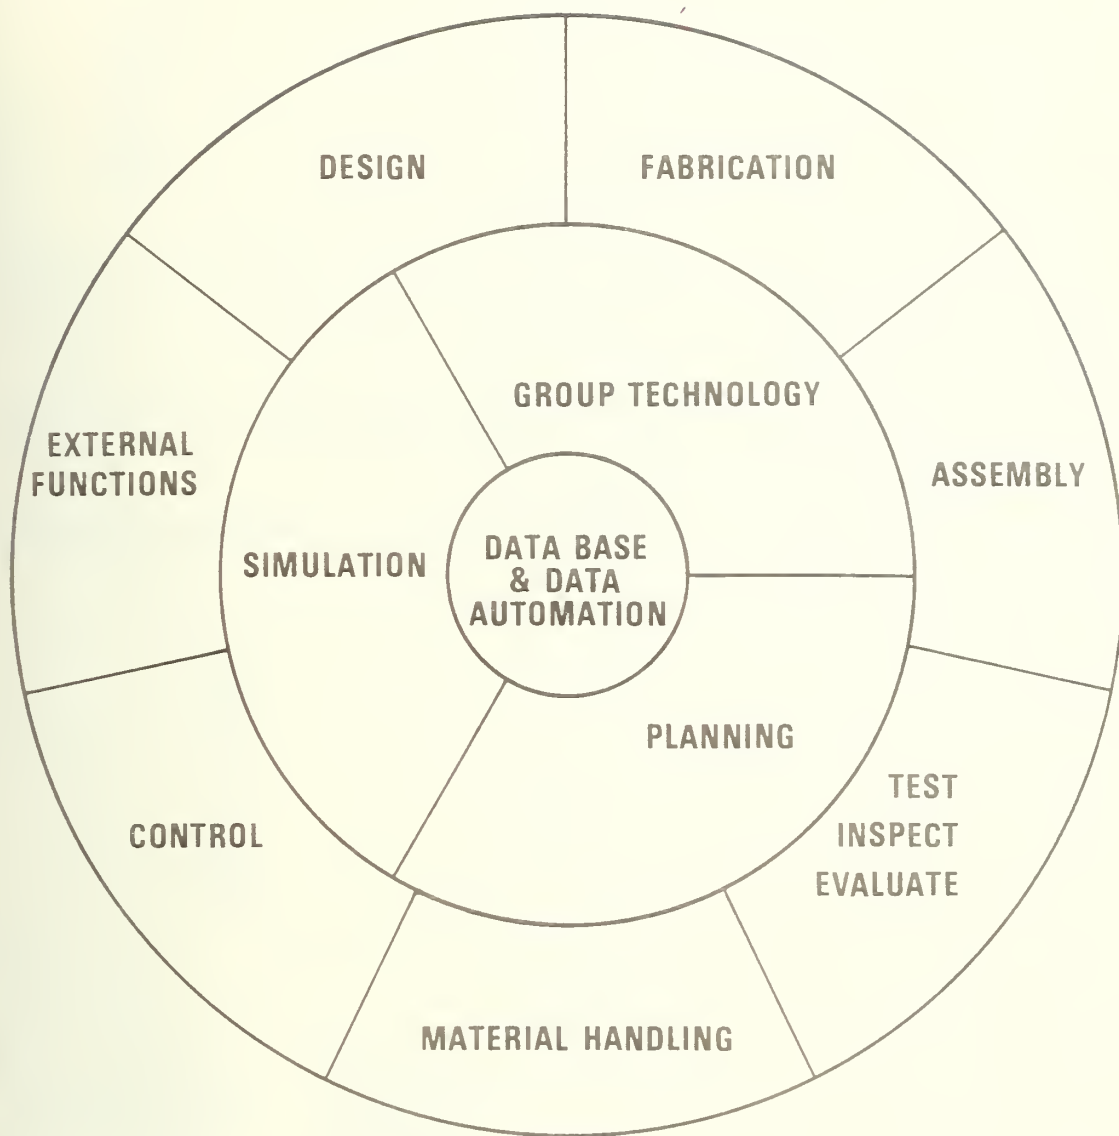 DESIGN
FABRICATION
GROUP TECHNOLOGY
EXTERNAL
FUNCTIONS
ASSEMBLY
SIMULATION
DATA BASE
& DATA
AUTOMATION
PLANNING
TEST
INSPECT
EVALUATE
CONTROL
MATERIAL HANDLING